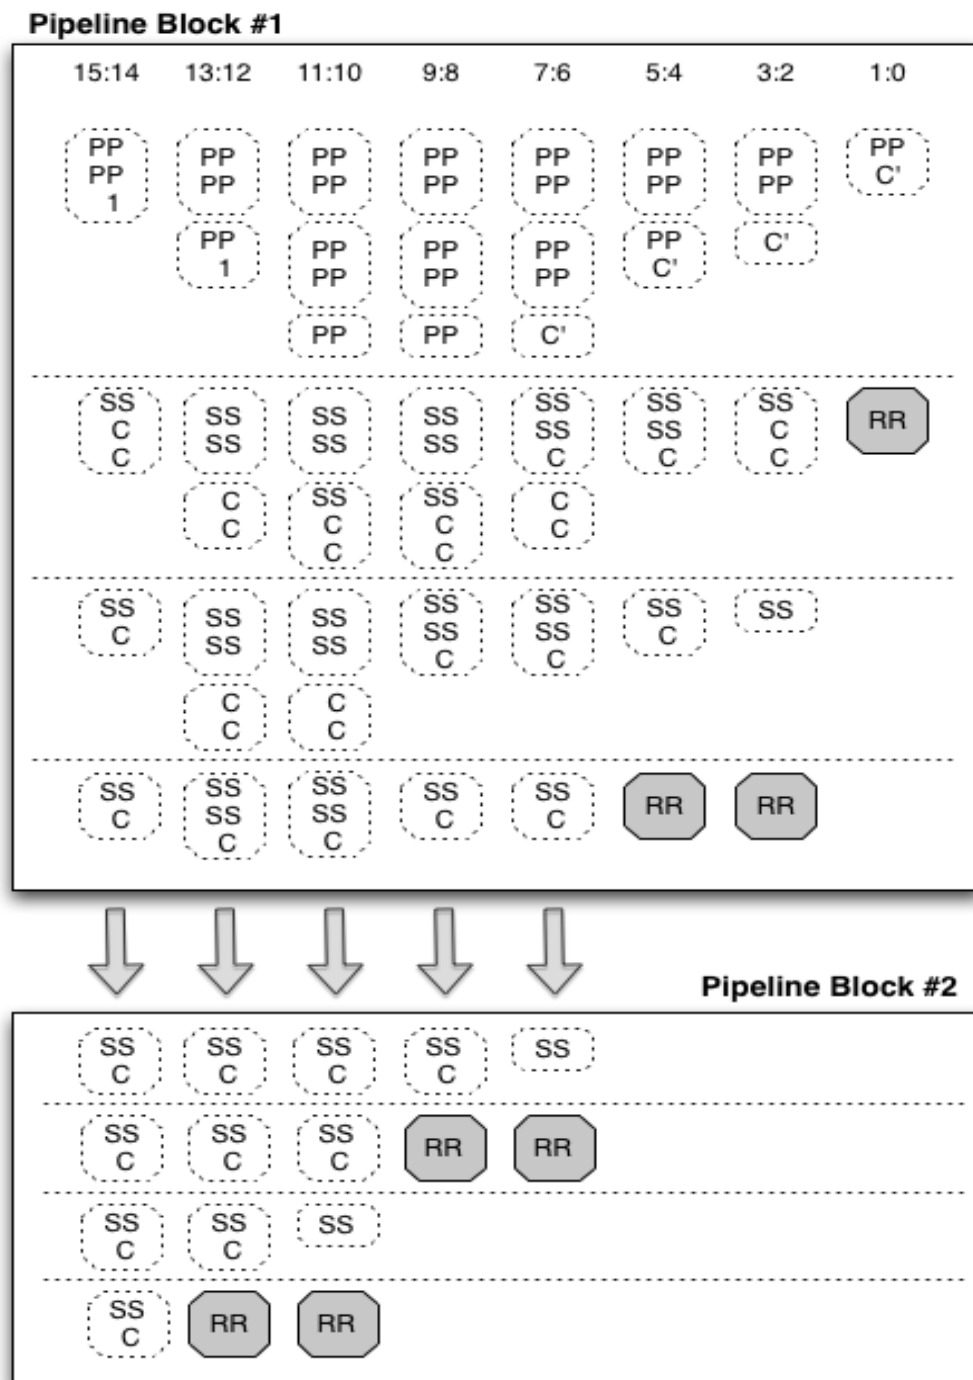 Pipeline Block #1
15:14 13:12 11:10 9:8 7:6 5:4 3:2 1:0
PP PP PP PP PP PP PP PP
PP PP PP PP PP PP PP C'
1
PP PP PP PP PP C'
1 PP PP PP C'
PP PP C'
SS SS SS SS SS SS SS RR
C SS SS SS SS SS C
C C C C
C SS SS C
C C C C
C C
SS SS SS SS SS SS SS
C SS SS SS SS C
C C
C C
C C
SS SS SS SS SS RR RR
C SS SS C C
C C
Pipeline Block #2
SS SS SS SS SS
C C C C
SS SS SS RR RR
C C C
SS SS SS
C C
SS RR RR
C